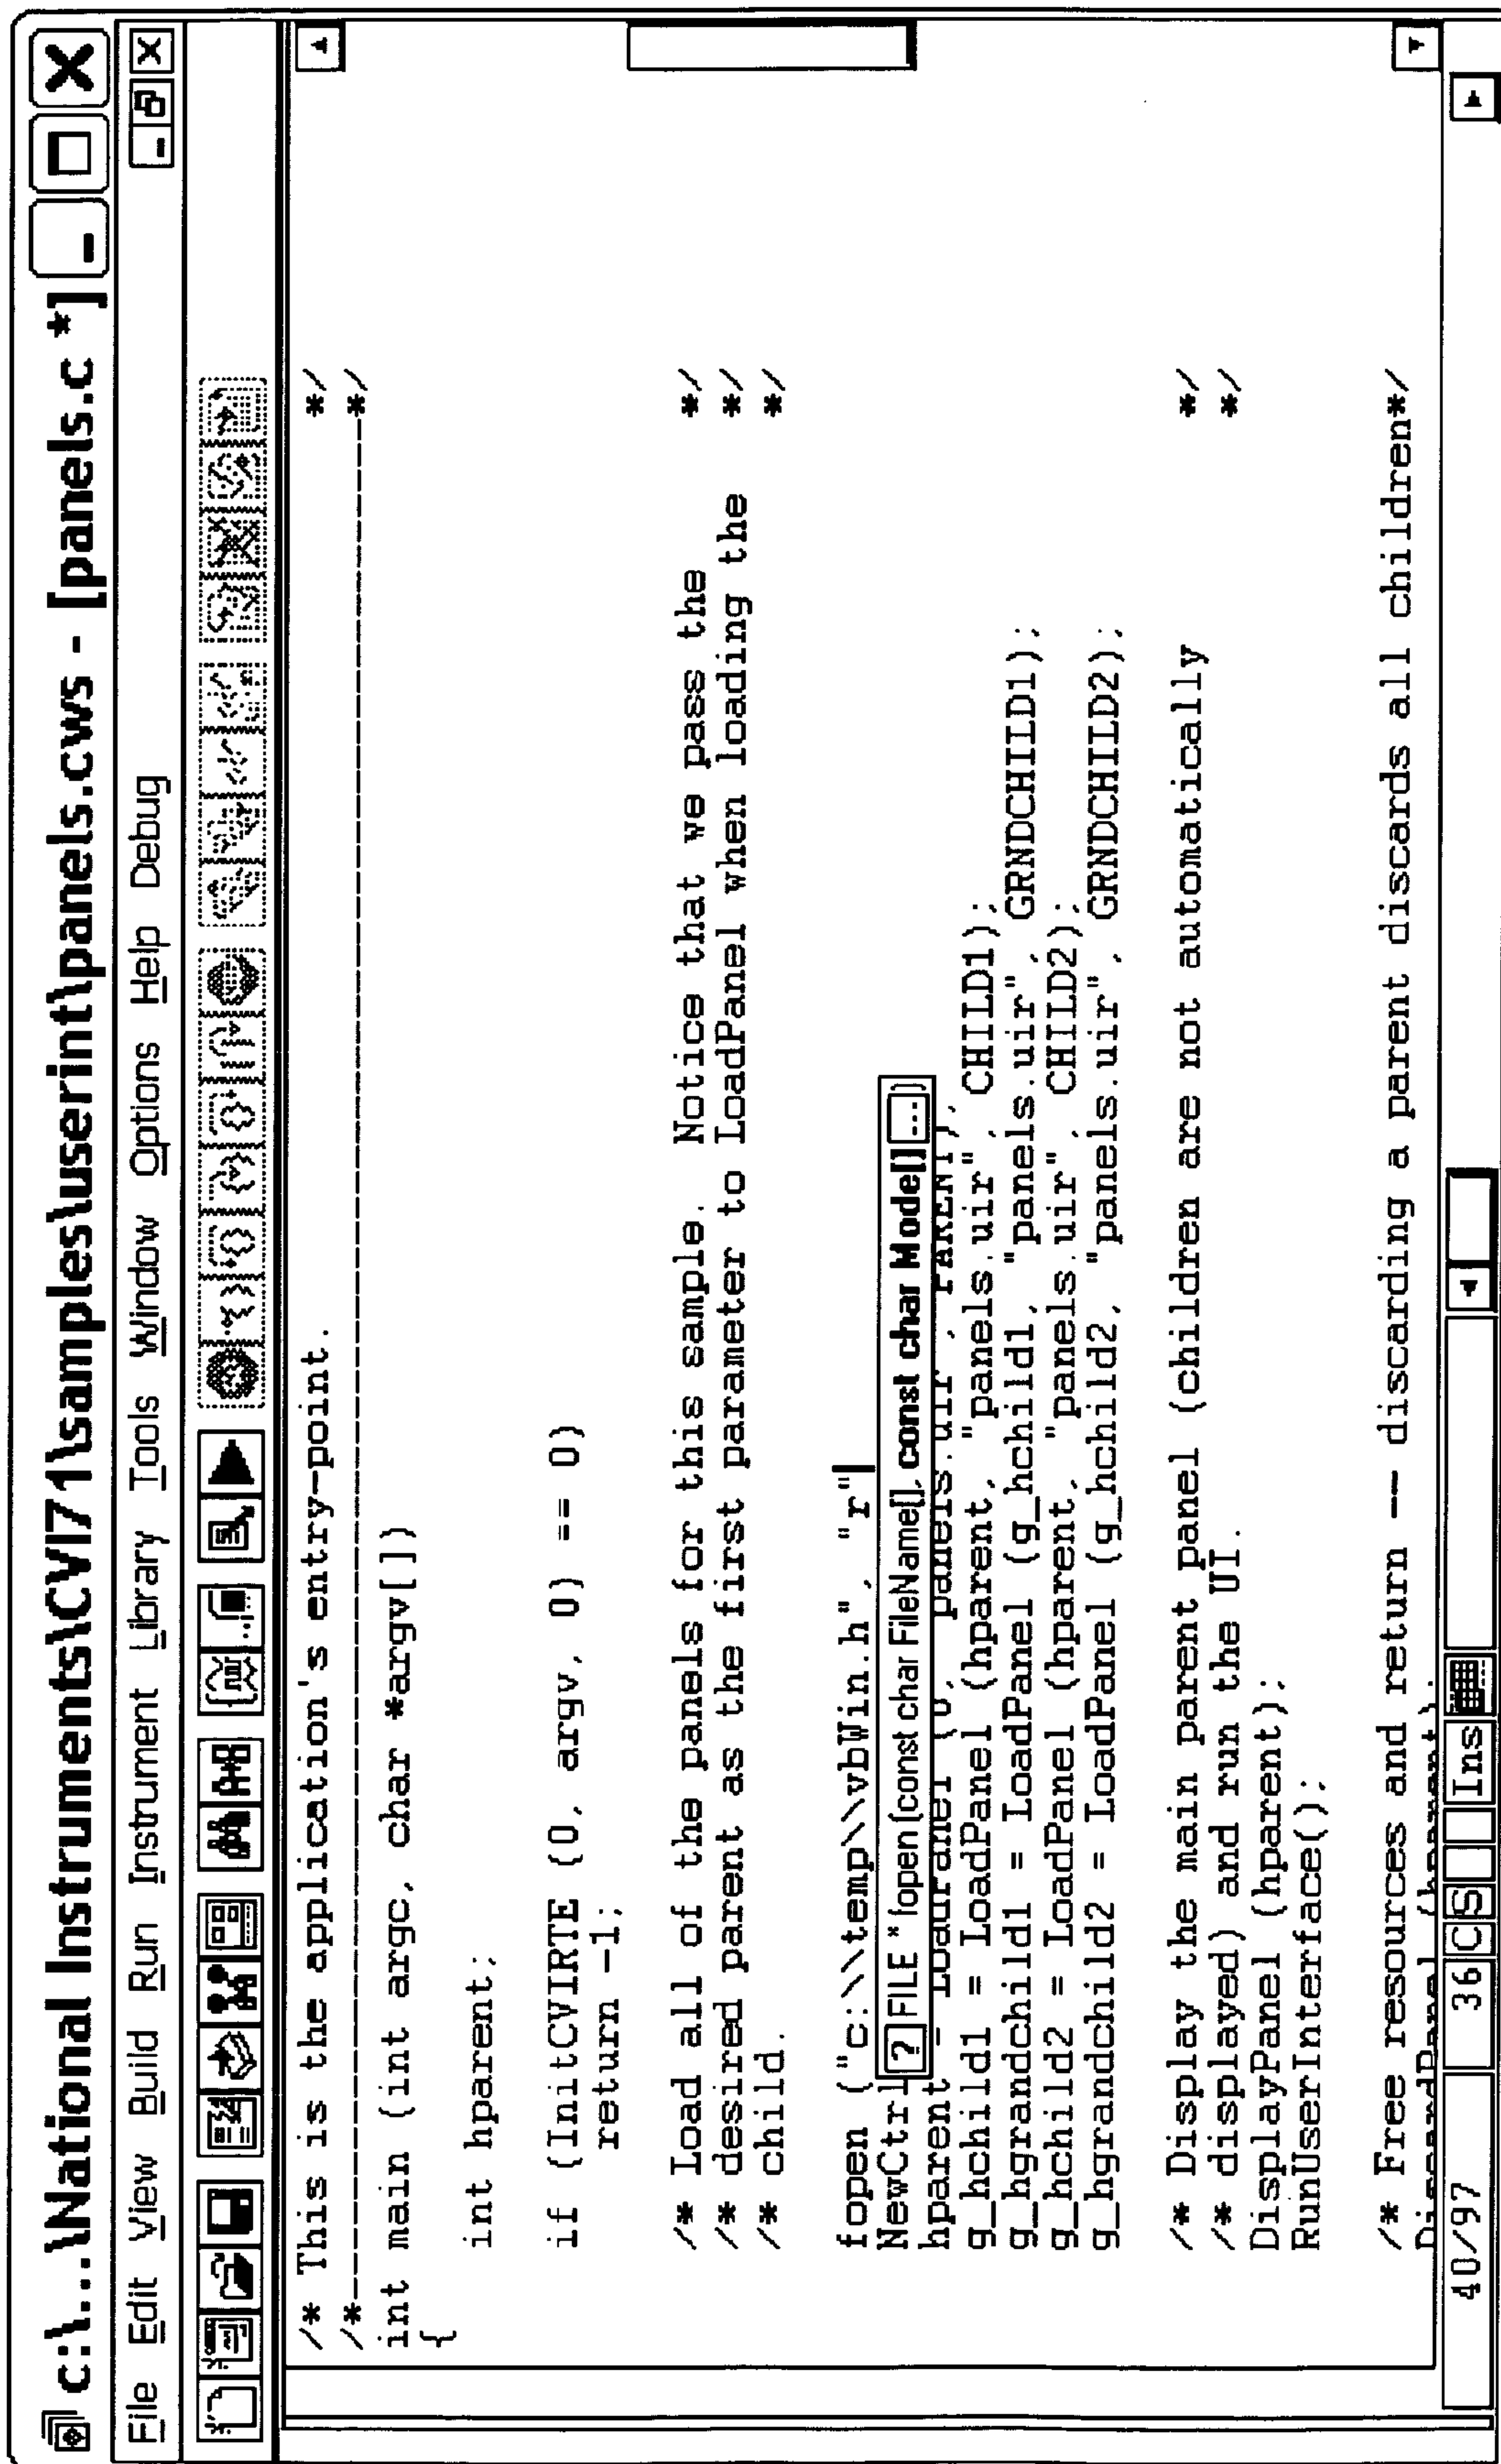 c:\...\National Instruments\CVI71\samples\userint\panels.cws - [panels.c *]
File Edit View Build Run Instrument Library Tools Window Options Help Debug
/* This is the application's entry-point. */
/*----------------------------------------------------------------------------*/
int main (int argc, char *argv[])
{
int hparent;
if (InitCVIRTE (0, argv, 0) == 0)
return -1;
/* Load all of the panels for this sample. Notice that we pass the */
/* desired parent as the first parameter to LoadPanel when loading the */
/* child. */
fopen ("c:\\temp\\vbWin.h", "r"
NewCtrl
? FILE * fopen (const char FileName[], const char Mode[] ... )
hparent = LoadPanel (0, "panels.uir", PARENT);
g_hchild1 = LoadPanel (hparent, "panels.uir", CHILD1);
g_hgrandchild1 = LoadPanel (g_hchild1, "panels.uir", GRNDCHILD1);
g_hchild2 = LoadPanel (hparent, "panels.uir", CHILD2);
g_hgrandchild2 = LoadPanel (g_hchild2, "panels.uir", GRNDCHILD2);
/* Display the main parent panel (children are not automatically */
/* displayed) and run the UI. */
DisplayPanel (hparent);
RunUserInterface();
/* Free resources and return -- discarding a parent discards all children*/
DiscardPanel (hparent);
40/97 36 C S Ins